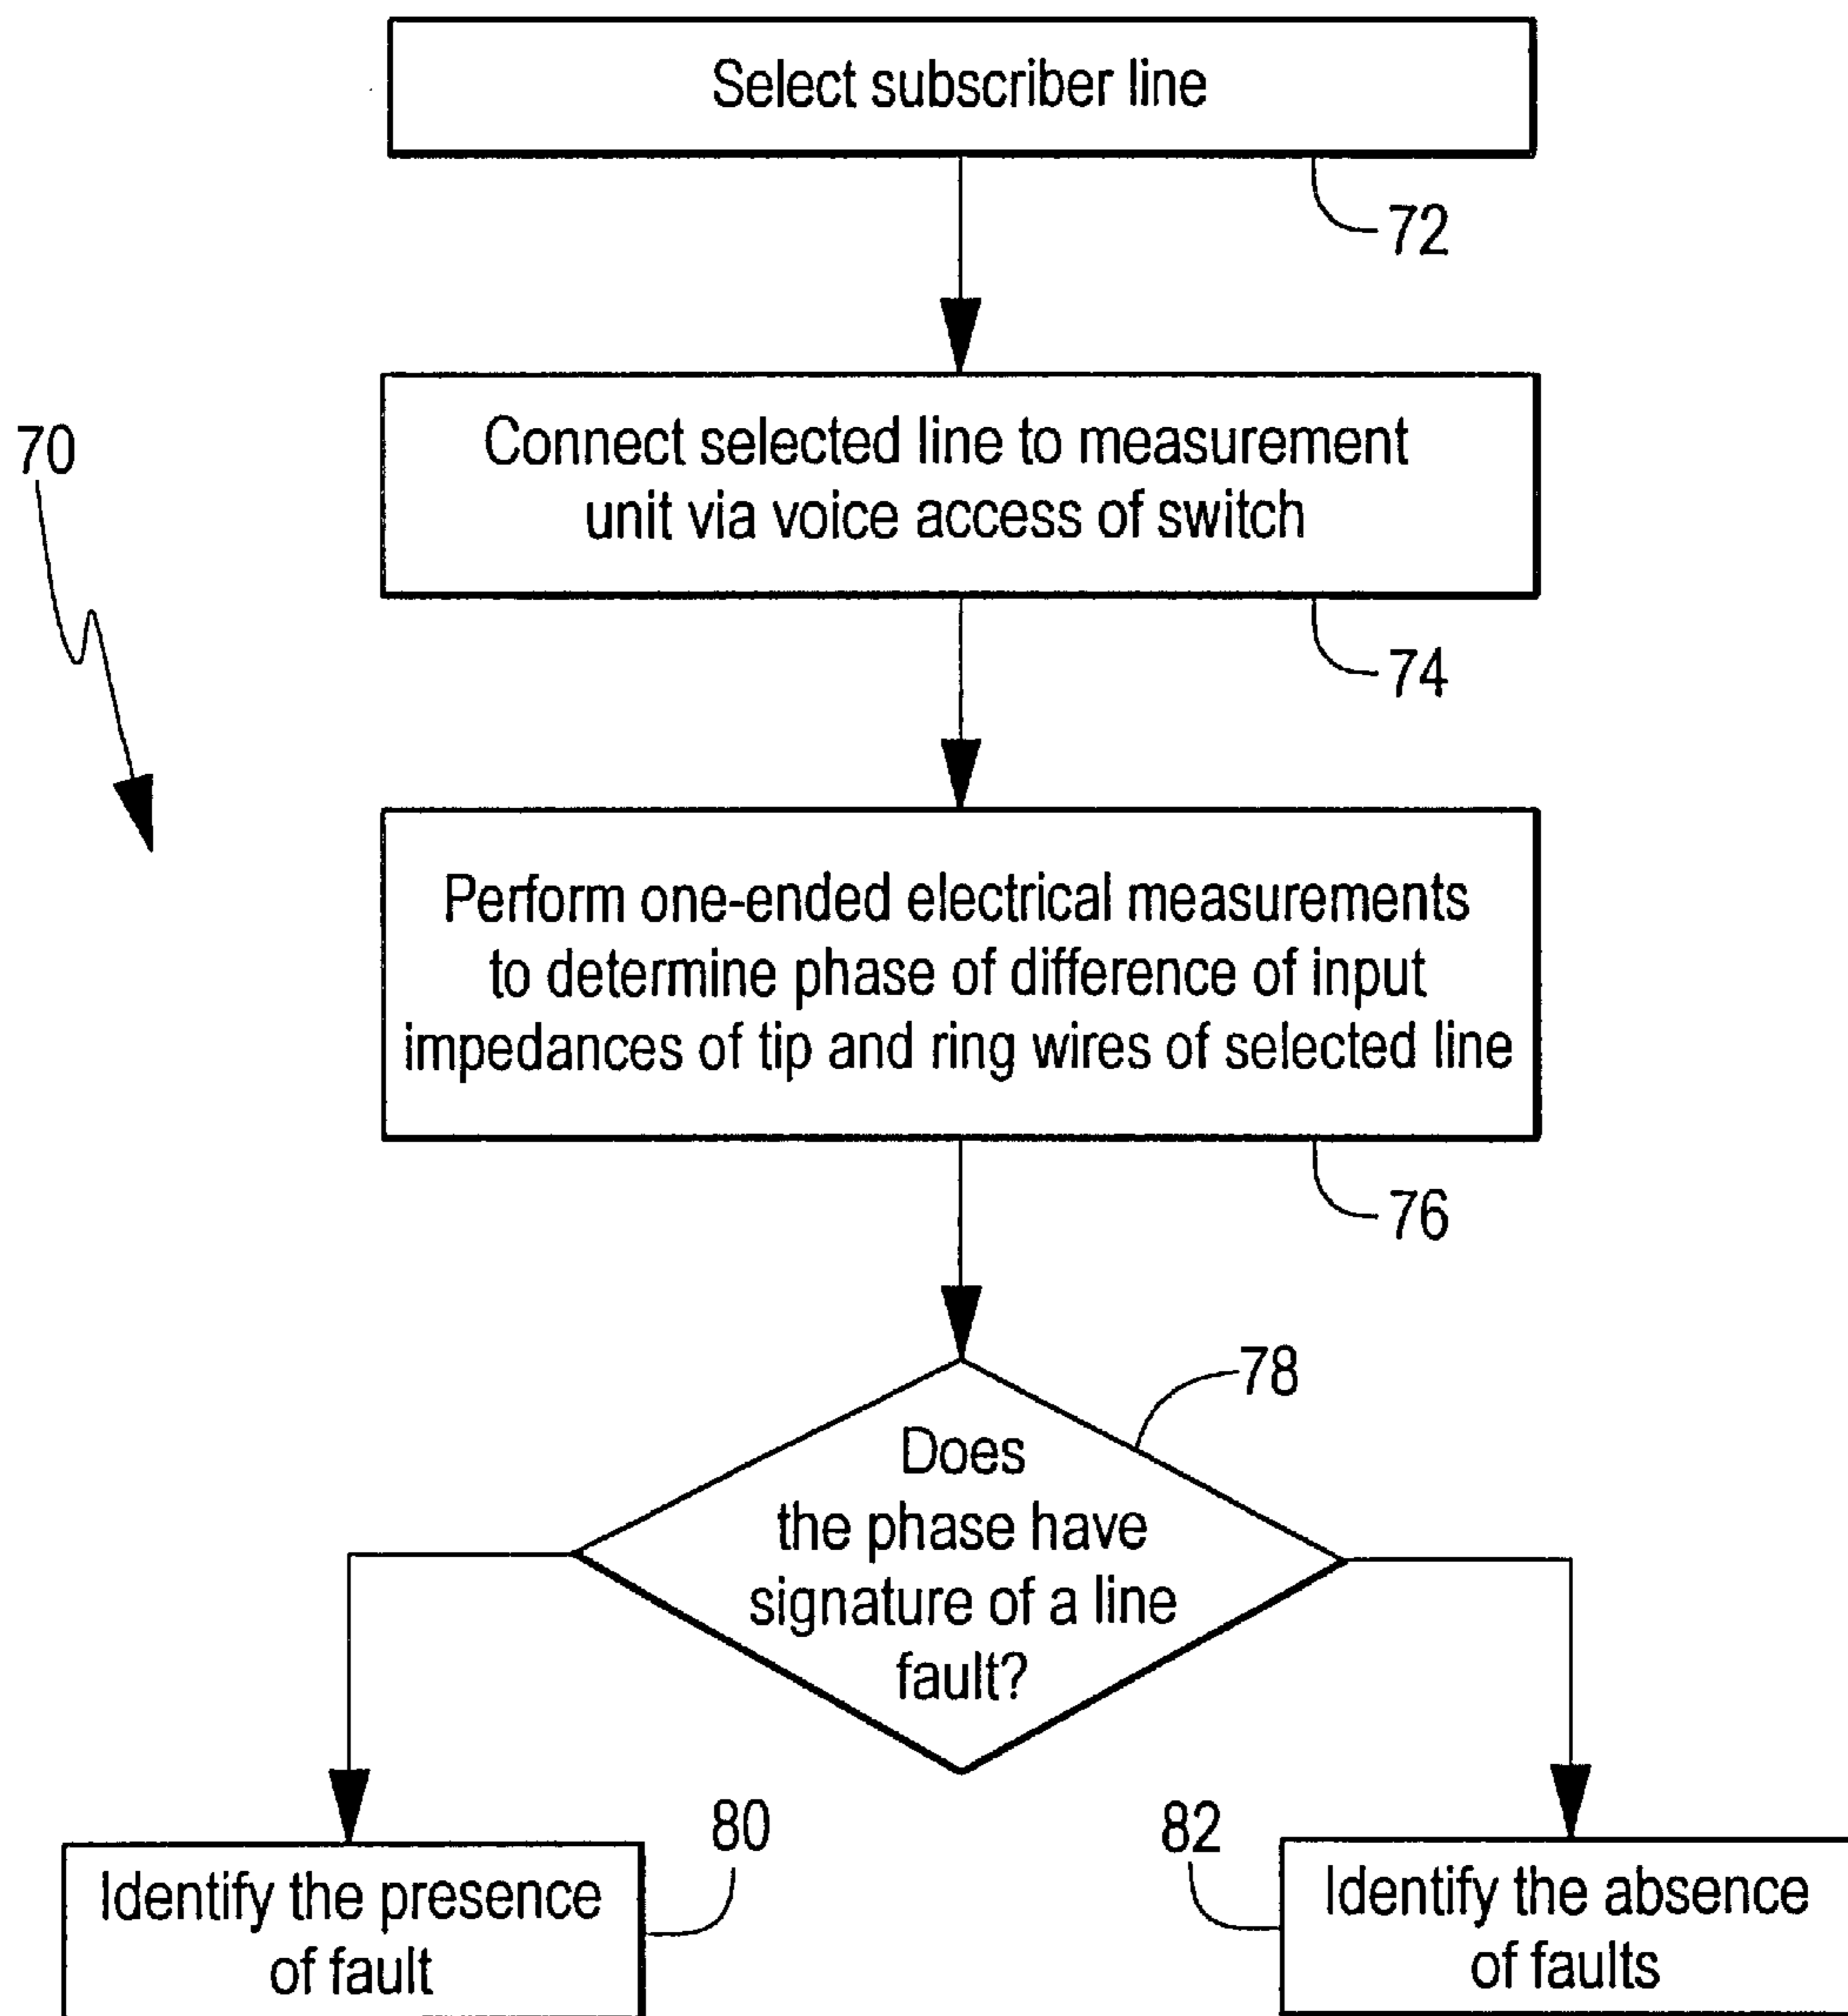 Select subscriber line
72
Connect selected line to measurement
unit via voice access of switch
70
74
Perform one-ended electrical measurements
to determine phase of difference of input
impedances of tip and ring wires of selected line
76
78
Does
the phase have
signature of a line
fault?
80
82
Identify the presence
of fault
Identify the absence
of faults